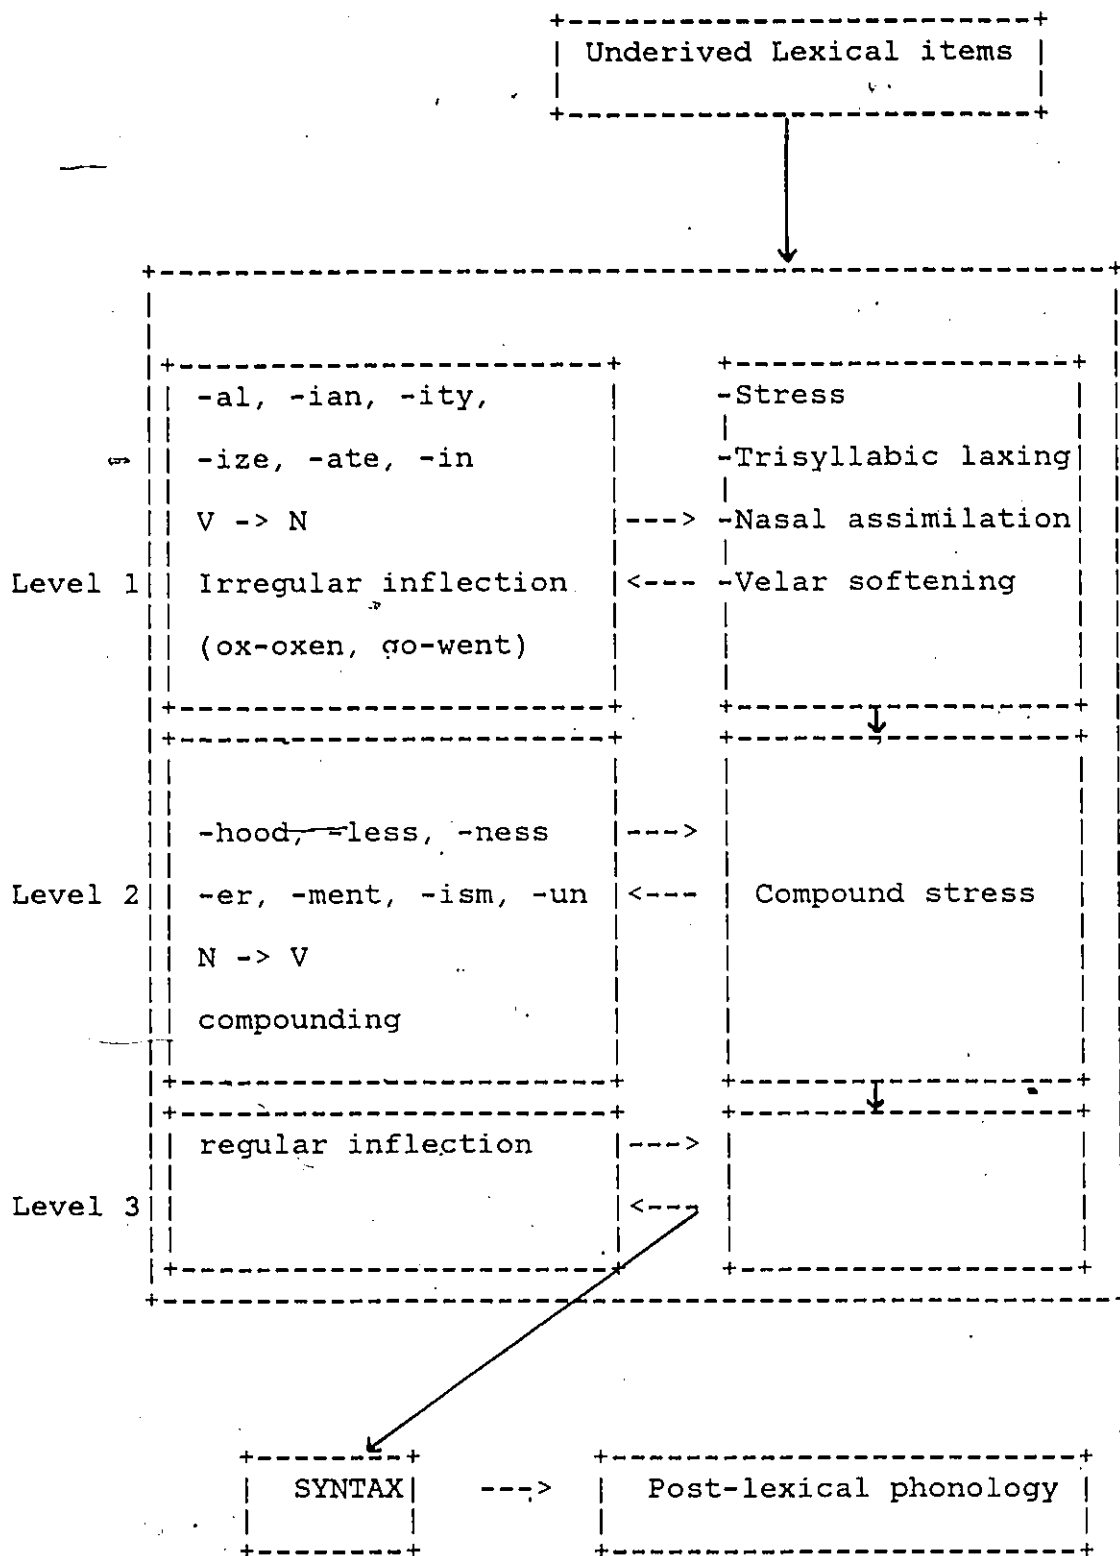 Underived Lexical items
-al, -ian, -ity,
-ize, -ate, -in
V -> N
Level 1 Irregular inflection
(ox-oxen, go-went)
--->
<---
-Stress
-Trisyllabic laxing
-Nasal assimilation
-Velar softening
-hood, -less, -ness
Level 2 -er, -ment, -ism, -un
N -> V
compounding
--->
<---
Compound stress
regular inflection
Level 3
--->
<---
SYNTAX ---> Post-lexical phonology